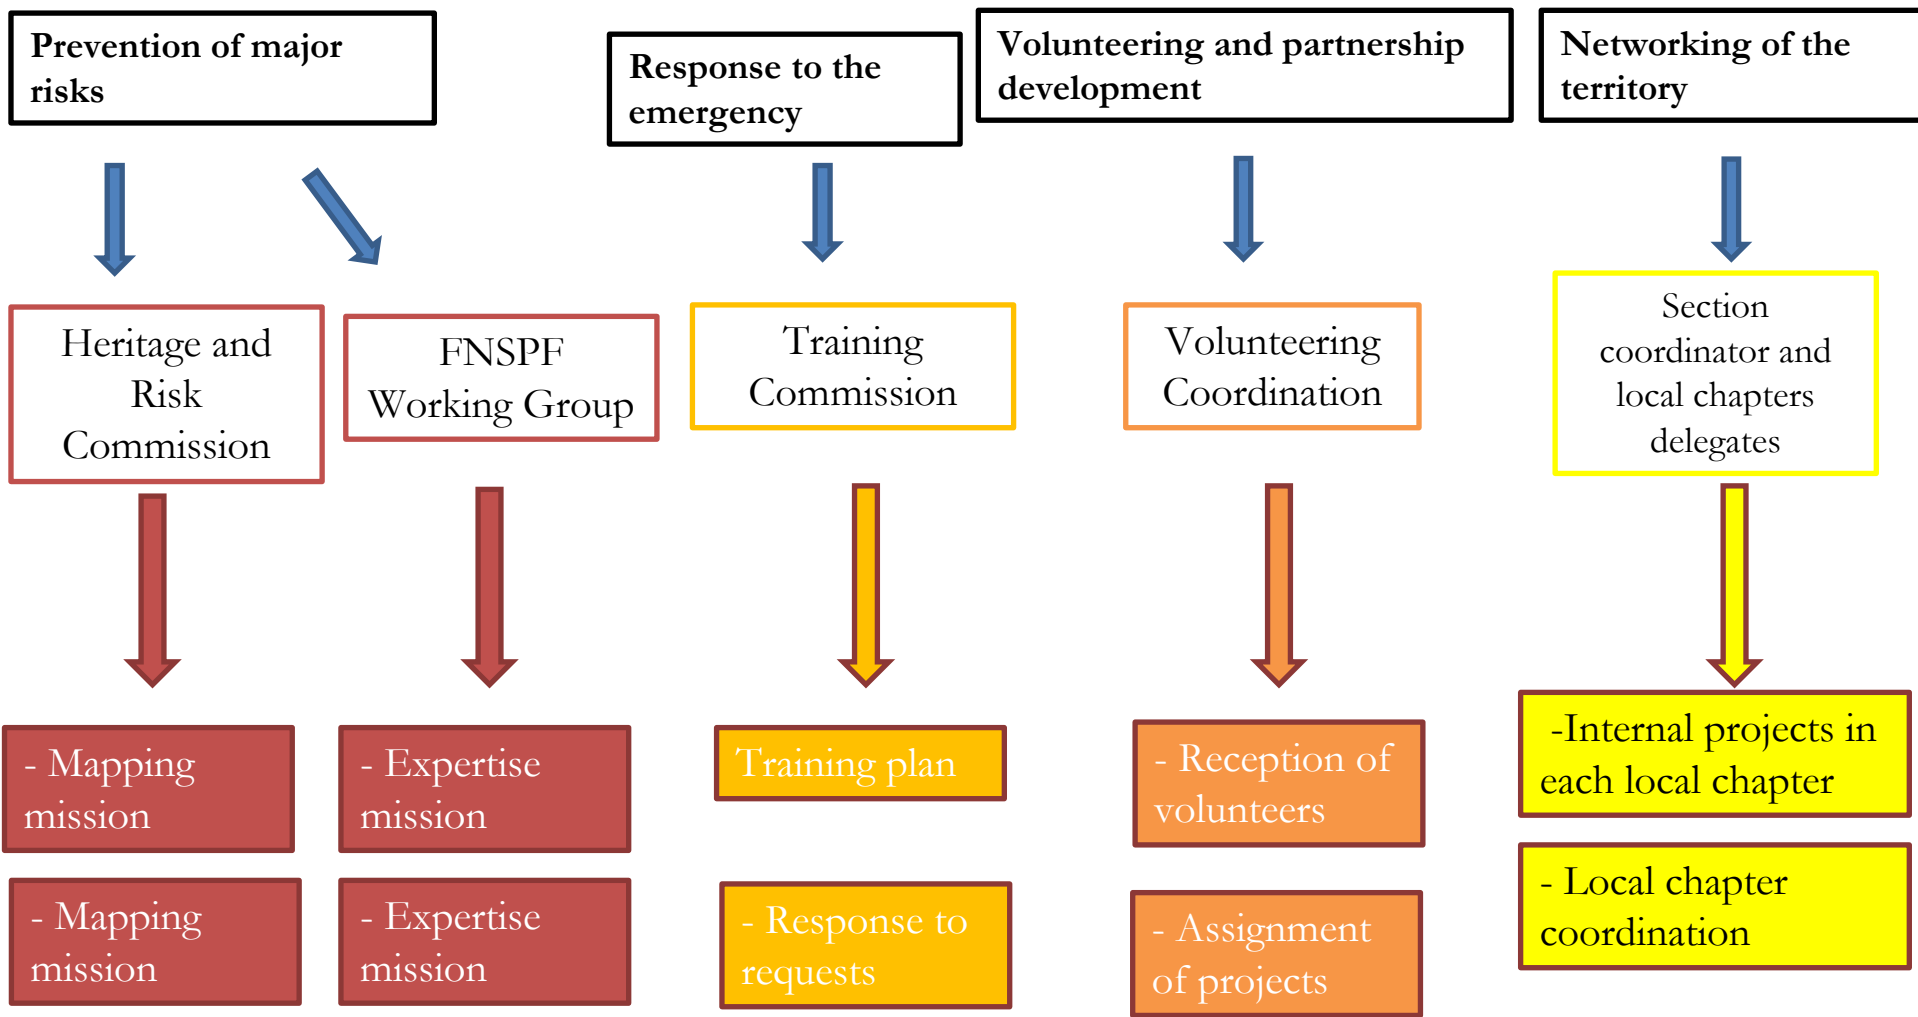 Prevention of major
risks
Response to the
emergency
Volunteering and partnership
development
Networking of the
territory
Heritage and
Risk
Commission
FNSPF
Working Group
Training
Commission
Volunteering
Coordination
Section
coordinator and
local chapters
delegates
- Mapping
mission
- Expertise
mission
Training plan
- Reception of
volunteers
-Internal projects in
each local chapter
- Mapping
mission
- Expertise
mission
- Response to
requests
- Assignment
of projects
- Local chapter
coordination